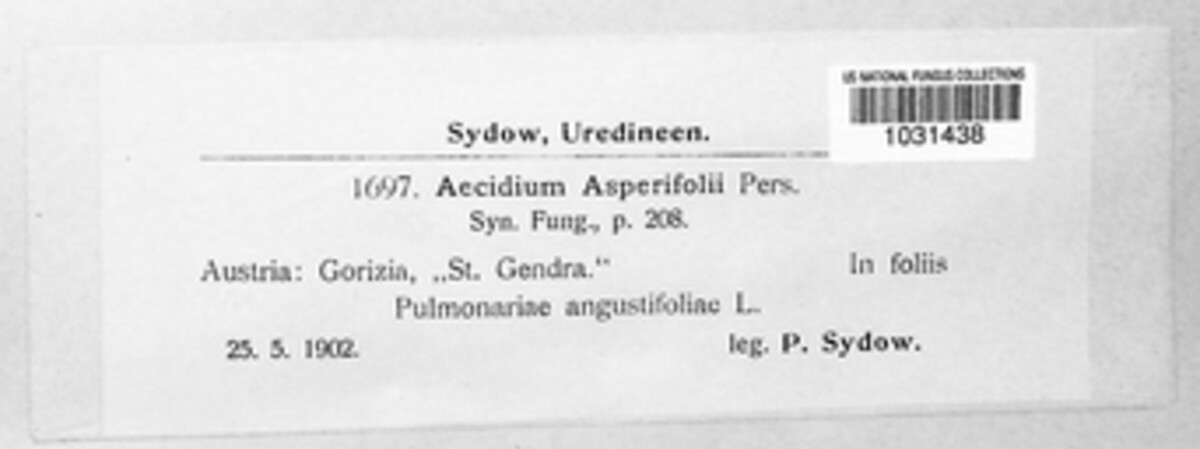 US NATIONAL FUNGUS COLLECTIONS
1031438
Sydow, Uredineen.
1697. Aecidium Asperifolii Pers.
Syn. Fung., p. 208.
Austria: Gorizia, „St. Gendra.“ In foliis
Pulmonariae angustifoliae L.
25. 5. 1902. leg. P. Sydow.